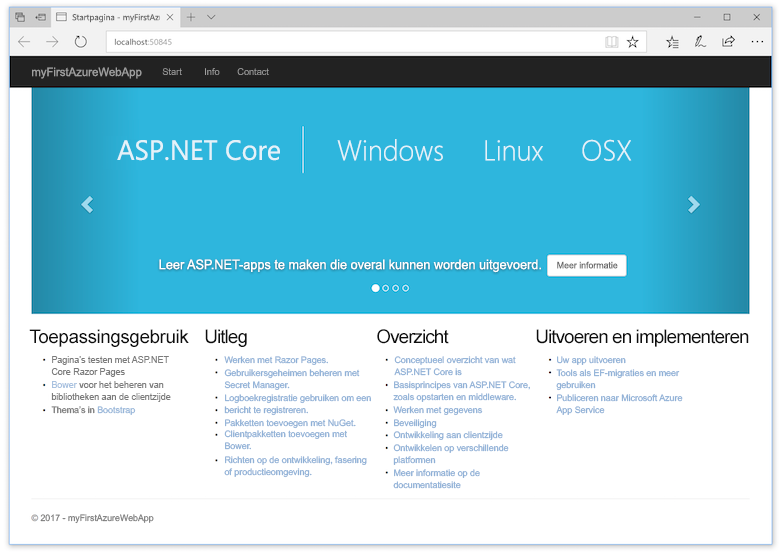 Startpagina - myFirstAz
localhost:50845
myFirstAzureWebApp Start Info Contact
ASP.NET Core Windows Linux OSX
Leer ASP.NET-apps te maken die overal kunnen worden uitgevoerd. Meer informatie
Toepassingsgebruik
Pagina's testen met ASP.NET
Core Razor Pages
Bower voor het beheren van
bibliotheken aan de clientzijde
Thema's in Bootstrap
Uitleg
Werken met Razor Pages.
Gebruikersgeheimen beheren met
Secret Manager.
Logboekregistratie gebruiken om een
bericht te registreren.
Pakketten toevoegen met NuGet.
Clientpakketten toevoegen met
Bower.
Richten op de ontwikkeling, fasering
of productieomgeving.
Overzicht
Conceptueel overzicht van wat
ASP.NET Core is
Basisprincipes van ASP.NET Core,
zoals opstarten en middleware.
Werken met gegevens
Beveiliging
Ontwikkeling aan clientzijde
Ontwikkelen op verschillende
platformen
Meer informatie op de
documentatiesite
Uitvoeren en implementeren
Uw app uitvoeren
Tools als EF-migraties en meer
gebruiken
Publiceren naar Microsoft Azure
App Service
© 2017 - myFirstAzureWebApp